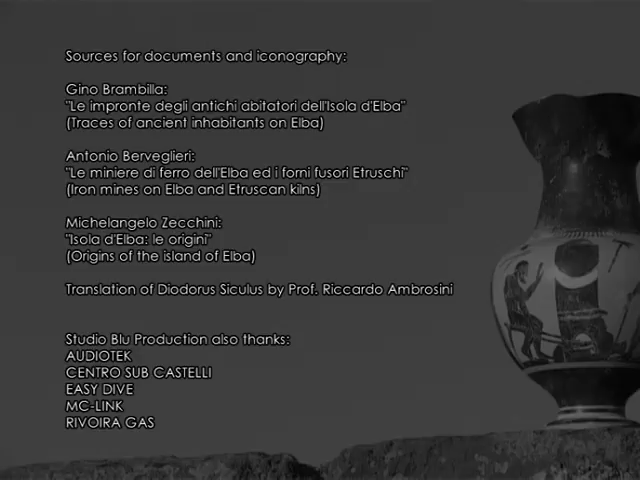 Sources for documents and iconography:
Gino Brambilla:
"Le impronte degli antichi abitatori dell'Isola d'Elba"
(Traces of ancient inhabitants on Elba)
Antonio Berveglieri:
"Le miniere di ferro dell'Elba ed i forni fusori Etruschi"
(Iron mines on Elba and Etruscan kilns)
Michelangelo Zecchini:
"Isola d'Elba: le origini"
(Origins of the island of Elba)
Translation of Diodorus Siculus by Prof. Riccardo Ambrosini
Studio Blu Production also thanks:
AUDIOTEK
CENTRO SUB CASTELLI
EASY DIVE
MC-LINK
RIVOIRA GAS